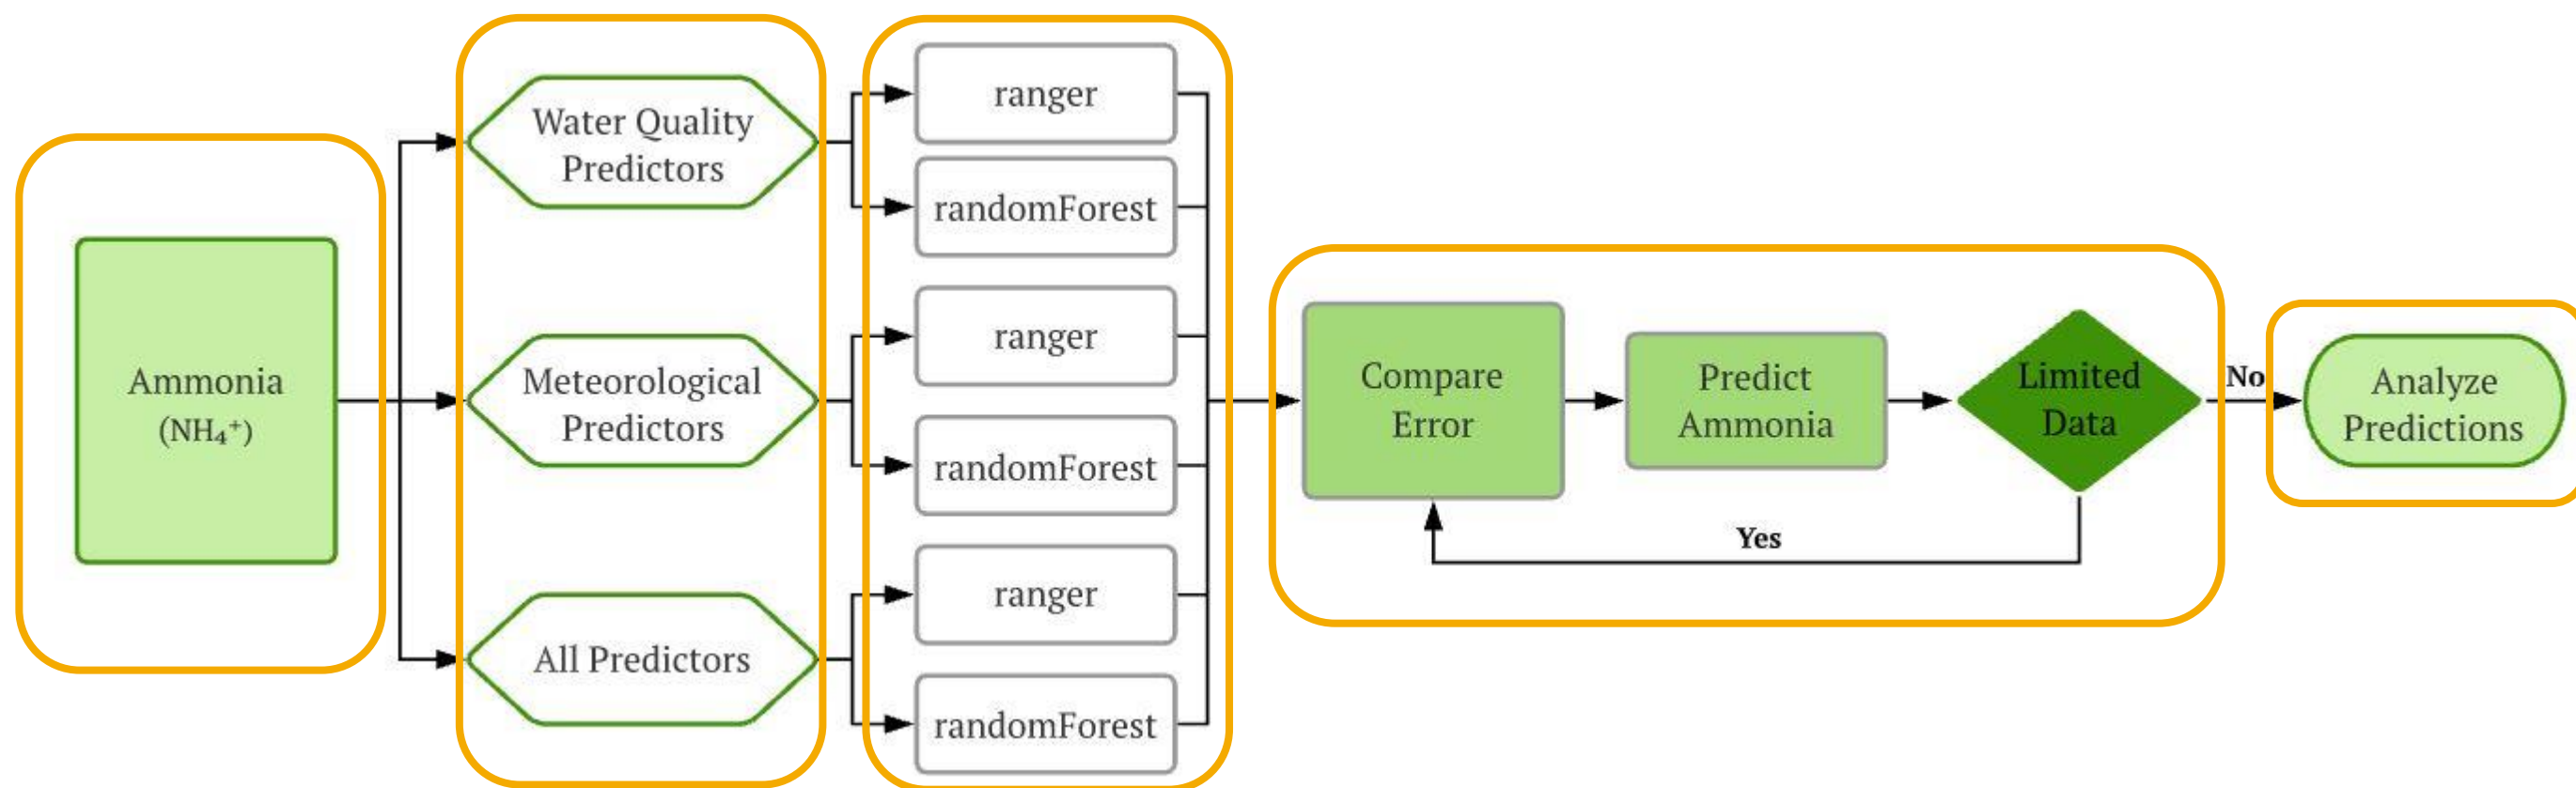 Ammonia
(NH₄⁺)
Water Quality
Predictors
Meteorological
Predictors
All Predictors
ranger
randomForest
ranger
randomForest
ranger
randomForest
Compare
Error
Predict
Ammonia
Limited
Data
Yes
No
Analyze
Predictions